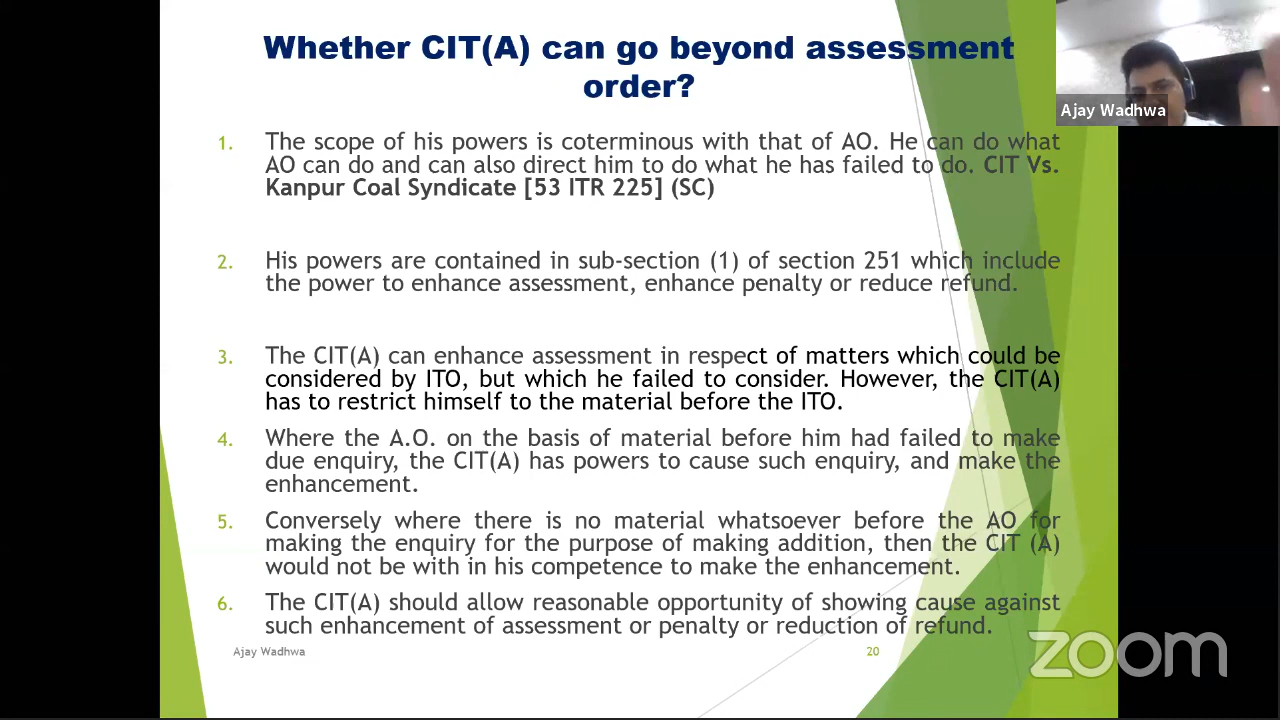 Whether CIT(A) can go beyond assessment
order?
Ajay Wadhwa
1. The scope of his powers is coterminous with that of AO. He can do what
AO can do and can also direct him to do what he has failed to do. CIT Vs.
Kanpur Coal Syndicate [53 ITR 225] (SC)
2. His powers are contained in sub-section (1) of section 251 which include
the power to enhance assessment, enhance penalty or reduce refund.
3. The CIT(A) can enhance assessment in respect of matters which could be
considered by ITO, but which he failed to consider. However, the CIT(A)
has to restrict himself to the material before the ITO.
4. Where the A.O. on the basis of material before him had failed to make
due enquiry, the CIT(A) has powers to cause such enquiry, and make the
enhancement.
5. Conversely where there is no material whatsoever before the AO for
making the enquiry for the purpose of making addition, then the CIT (A)
would not be with in his competence to make the enhancement.
6. The CIT(A) should allow reasonable opportunity of showing cause against
such enhancement of assessment or penalty or reduction of refund.
Ajay Wadhwa
20
zoom